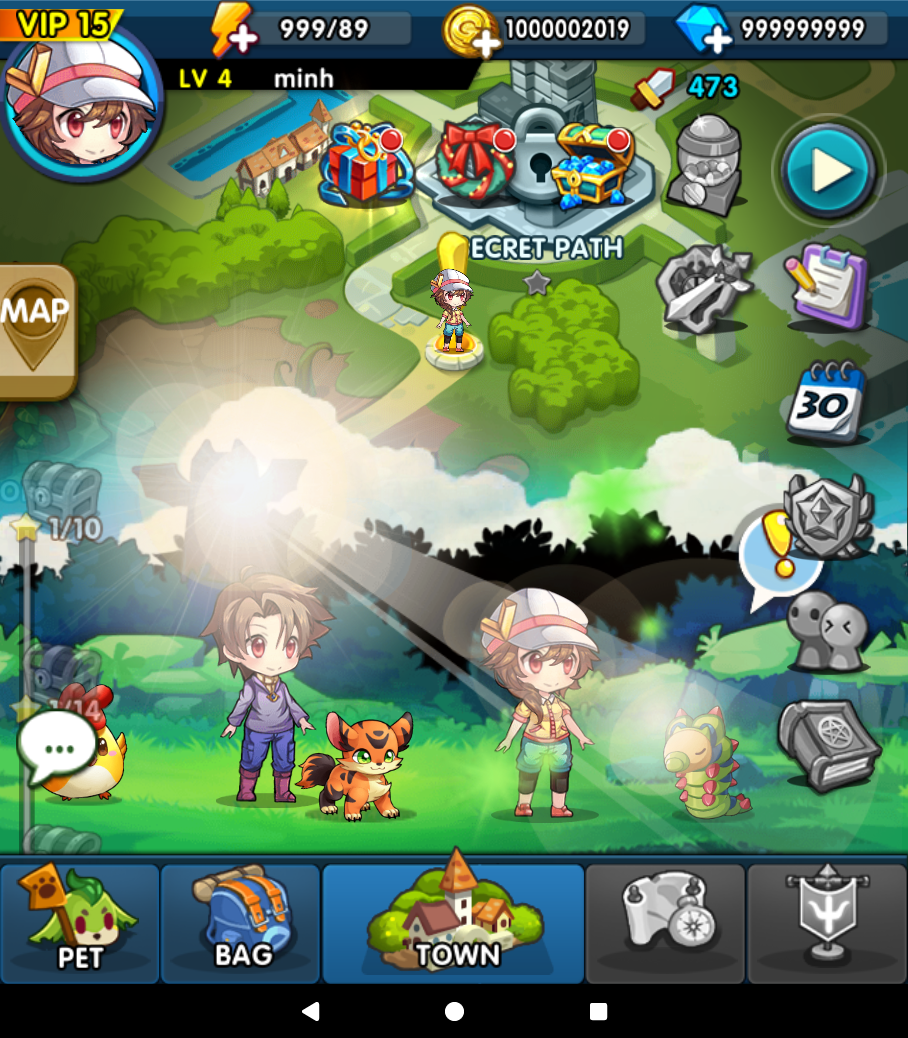 VIP 15
999/89
1000002019
999999999
LV 4 minh
473
ECRET PATH
MAP
30
1/10
1/14
...
PET
BAG
TOWN